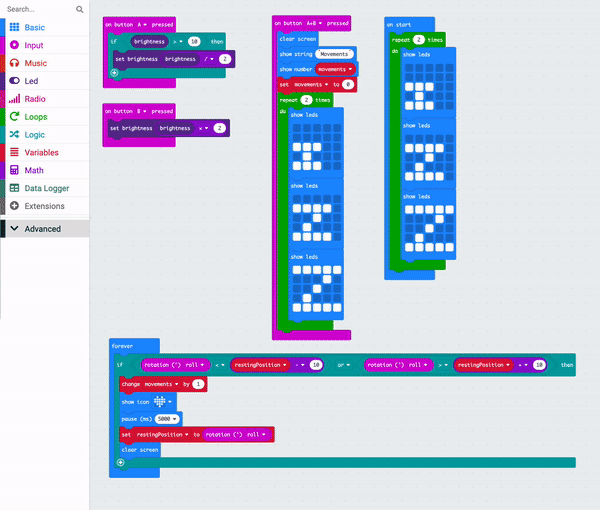 Search...
Basic
Input
Music
Led
Radio
Loops
Logic
Variables
Math
Data Logger
Extensions
Advanced
on button A pressed
if brightness > 10 then
set brightness brightness / 2
on button B pressed
set brightness brightness × 2
on button A+B pressed
clear screen
show string Movements
show number movements
set movements to 0
repeat 2 times
do show leds
show leds
show leds
on start
repeat 2 times
do show leds
show leds
show leds
forever
if rotation (°) roll < restingPosition - 10 or rotation (°) roll > restingPosition + 10 then
change movements by 1
show icon
pause (ms) 5000
set restingPosition to rotation (°) roll
clear screen